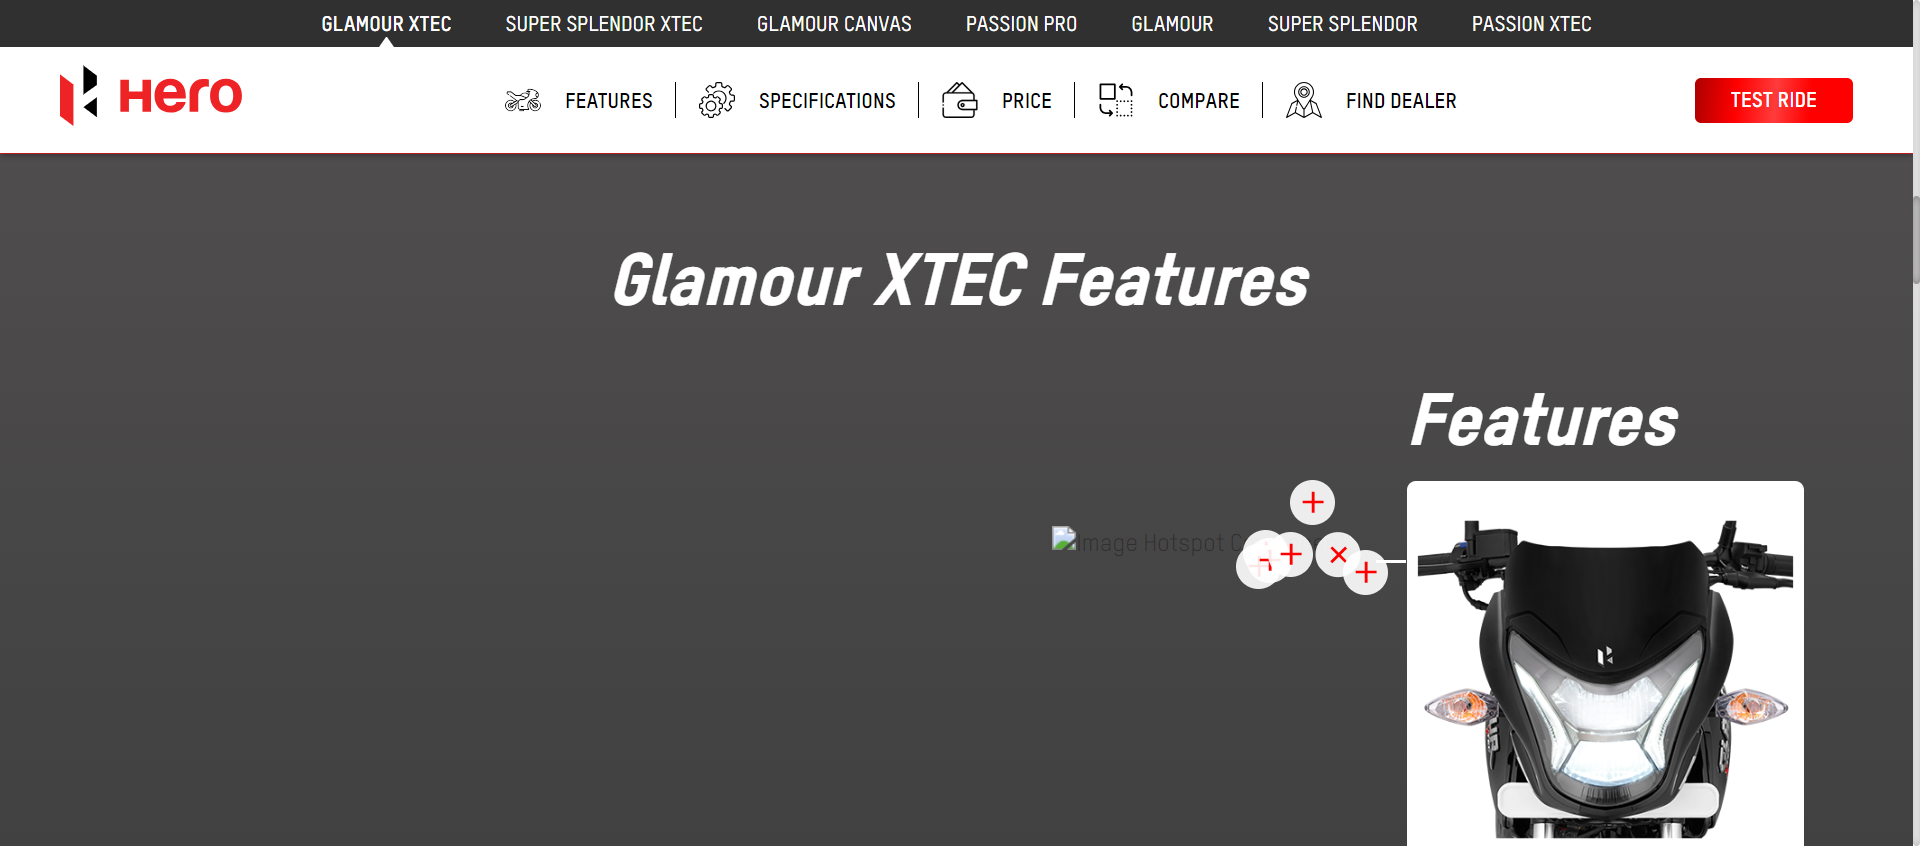 GLAMOUR XTEC SUPER SPLENDOR XTEC GLAMOUR CANVAS PASSION PRO GLAMOUR SUPER SPLENDOR PASSION XTEC
Hero FEATURES SPECIFICATIONS PRICE COMPARE FIND DEALER TEST RIDE
Glamour XTEC Features
Features
Image Hotspot